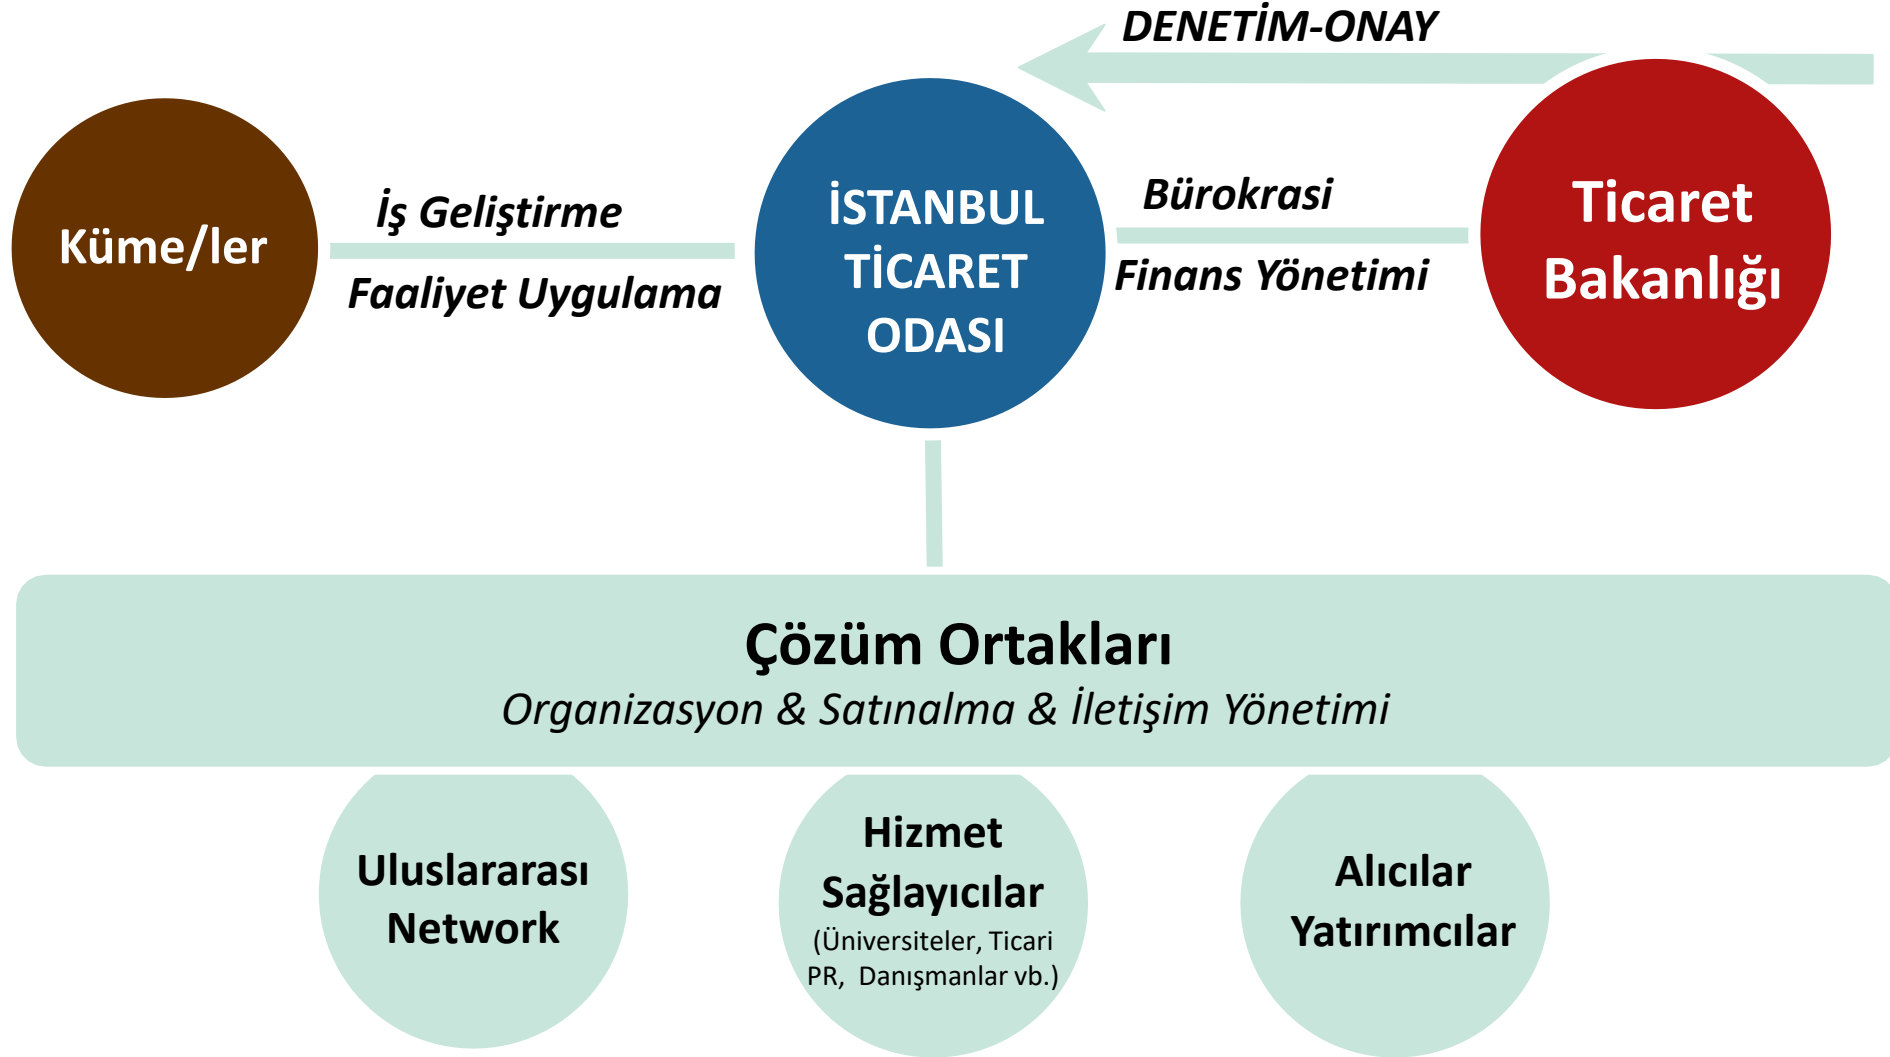 DENETİM-ONAY
Küme/ler
İş Geliştirme
Faaliyet Uygulama
İSTANBUL
TİCARET
ODASI
Bürokrasi
Finans Yönetimi
Ticaret
Bakanlığı
Çözüm Ortakları
Organizasyon & Satınalma & İletişim Yönetimi
Uluslararası
Network
Hizmet
Sağlayıcılar
(Üniversiteler, Ticari
PR, Danışmanlar vb.)
Alıcılar
Yatırımcılar